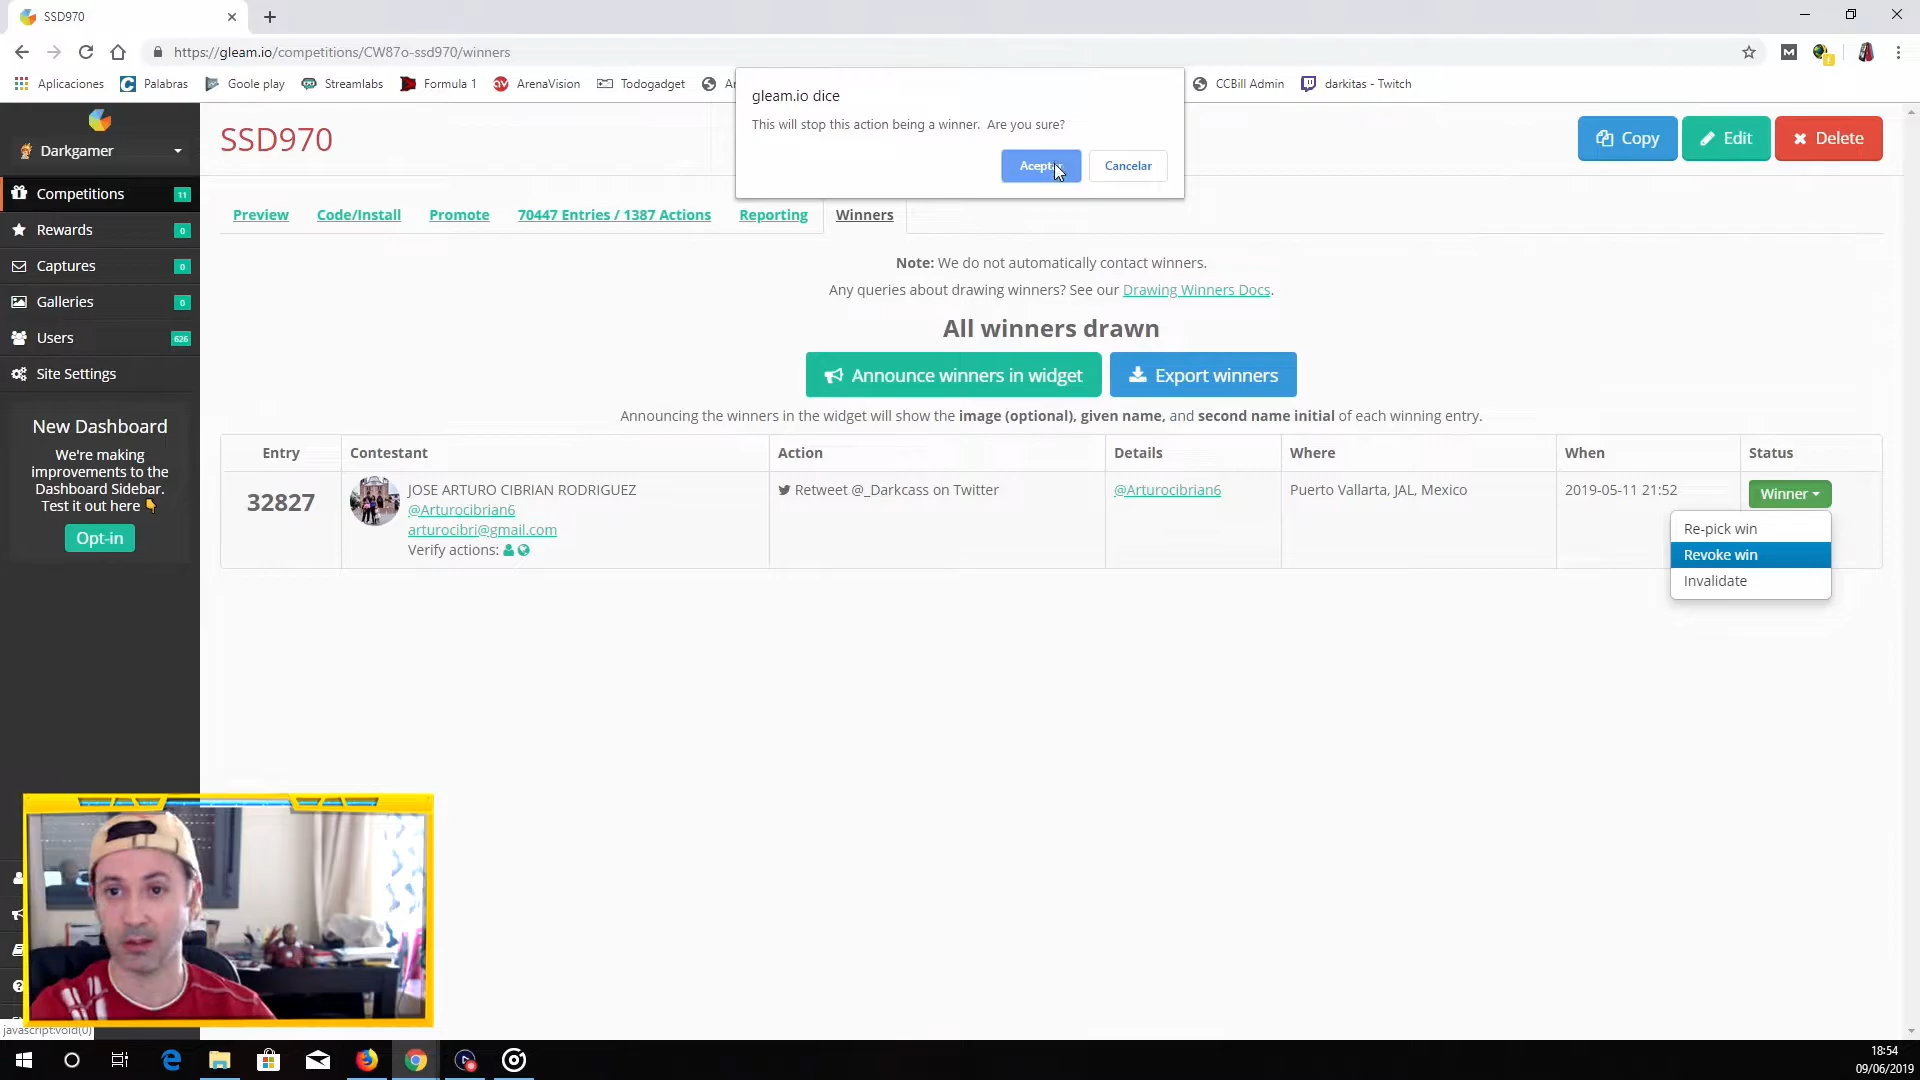 SSD970
https://gleam.io/competitions/CW87o-ssd970/winners
Aplicaciones
Palabras
Goole play
Streamlabs
Formula 1
ArenaVision
Todogadget
CCBill Admin
darkitas - Twitch
gleam.io dice
This will stop this action being a winner. Are you sure?
Cancelar
Darkgamer
SSD970
Copy
Edit
Delete
Competitions 11
Rewards 0
Captures 0
Galleries 0
Users 626
Site Settings
Preview
Code/Install
Promote
70447 Entries / 1387 Actions
Reporting
Winners
Note: We do not automatically contact winners.
Any queries about drawing winners? See our Drawing Winners Docs.
All winners drawn
Announce winners in widget
Export winners
Announcing the winners in the widget will show the image (optional), given name, and second name initial of each winning entry.
New Dashboard
We're making
improvements to the
Dashboard Sidebar.
Test it out here
Opt-in
Entry
Contestant
Action
Details
Where
When
Status
32827
JOSE ARTURO CIBRIAN RODRIGUEZ
@Arturocibrian6
arturocibri@gmail.com
Verify actions:
Retweet @_Darkcass on Twitter
@Arturocibrian6
Puerto Vallarta, JAL, Mexico
2019-05-11 21:52
Winner
Re-pick win
Revoke win
Invalidate
javascript:void(0)
18:54
09/06/2019